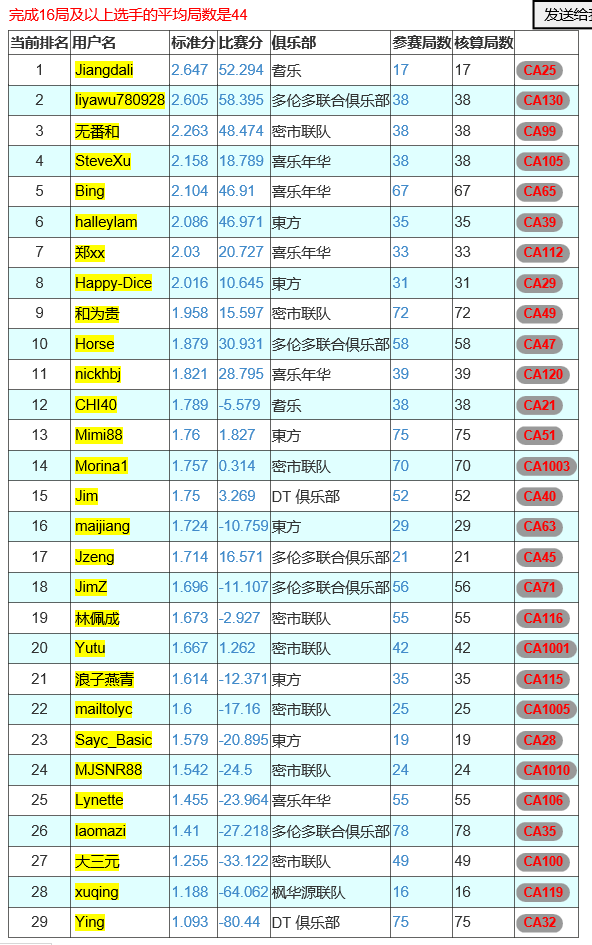 完成16局及以上选手的平均局数是44
发送给我
当前排名 用户名 标准分 比赛分 俱乐部 参赛局数 核算局数
1 Jiangdali 2.647 52.294 耆乐 17 17 CA25
2 liyawu780928 2.605 58.395 多伦多联合俱乐部 38 38 CA130
3 无番和 2.263 48.474 密市联队 38 38 CA99
4 SteveXu 2.158 18.789 喜乐年华 38 38 CA105
5 Bing 2.104 46.91 喜乐年华 67 67 CA65
6 halleylam 2.086 46.971 東方 35 35 CA39
7 郑xx 2.03 20.727 喜乐年华 33 33 CA112
8 Happy-Dice 2.016 10.645 東方 31 31 CA29
9 和为贵 1.958 15.597 密市联队 72 72 CA49
10 Horse 1.879 30.931 多伦多联合俱乐部 58 58 CA47
11 nickhbj 1.821 28.795 喜乐年华 39 39 CA120
12 CHI40 1.789 -5.579 耆乐 38 38 CA21
13 Mimi88 1.76 1.827 東方 75 75 CA51
14 Morina1 1.757 0.314 密市联队 70 70 CA1003
15 Jim 1.75 3.269 DT 俱乐部 52 52 CA40
16 maijiang 1.724 -10.759 東方 29 29 CA63
17 Jzeng 1.714 16.571 多伦多联合俱乐部 21 21 CA45
18 JimZ 1.696 -11.107 多伦多联合俱乐部 56 56 CA71
19 林佩成 1.673 -2.927 密市联队 55 55 CA116
20 Yutu 1.667 1.262 密市联队 42 42 CA1001
21 浪子燕青 1.614 -12.371 東方 35 35 CA115
22 mailtolyc 1.6 -17.16 密市联队 25 25 CA1005
23 Sayc_Basic 1.579 -20.895 東方 19 19 CA28
24 MJSNR88 1.542 -24.5 密市联队 24 24 CA1010
25 Lynette 1.455 -23.964 喜乐年华 55 55 CA106
26 laomazi 1.41 -27.218 多伦多联合俱乐部 78 78 CA35
27 大三元 1.255 -33.122 密市联队 49 49 CA100
28 xuqing 1.188 -64.062 枫华源联队 16 16 CA119
29 Ying 1.093 -80.44 DT 俱乐部 75 75 CA32